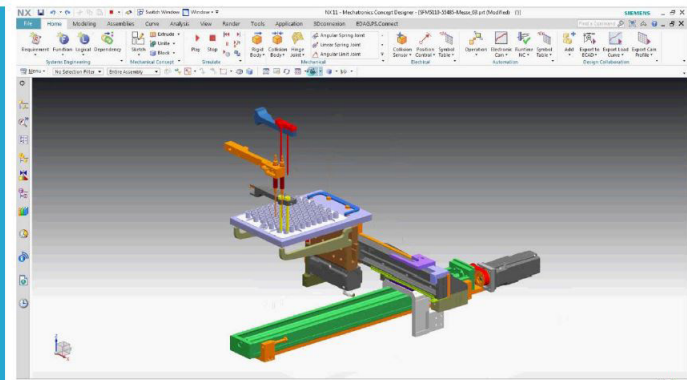 NX Switch Window Window NX 11 - Mechatronics Concept Designer SIEMENS
File Home Modeling Assemblies Curve Analysis View Render Tools Application 3Dconnexion
Requirement Function Logical Dependency Sketch Extrude Unite Block Play Stop Rigid Body Collision Body Hinge Joint Angular Spring Joint Linear Spring Joint Angular Limit Joint Collision Sensor Position Control Symbol Table Operation Electronic Cam Runtime NC Symbol Table Add Export to ECAD Export Load Curve Export Cam Profile
Systems Engineering Mechanical Concept Simulate Mechanical Electrical Automation Design Collaboration
Menu No Selection Filter Entire Assembly